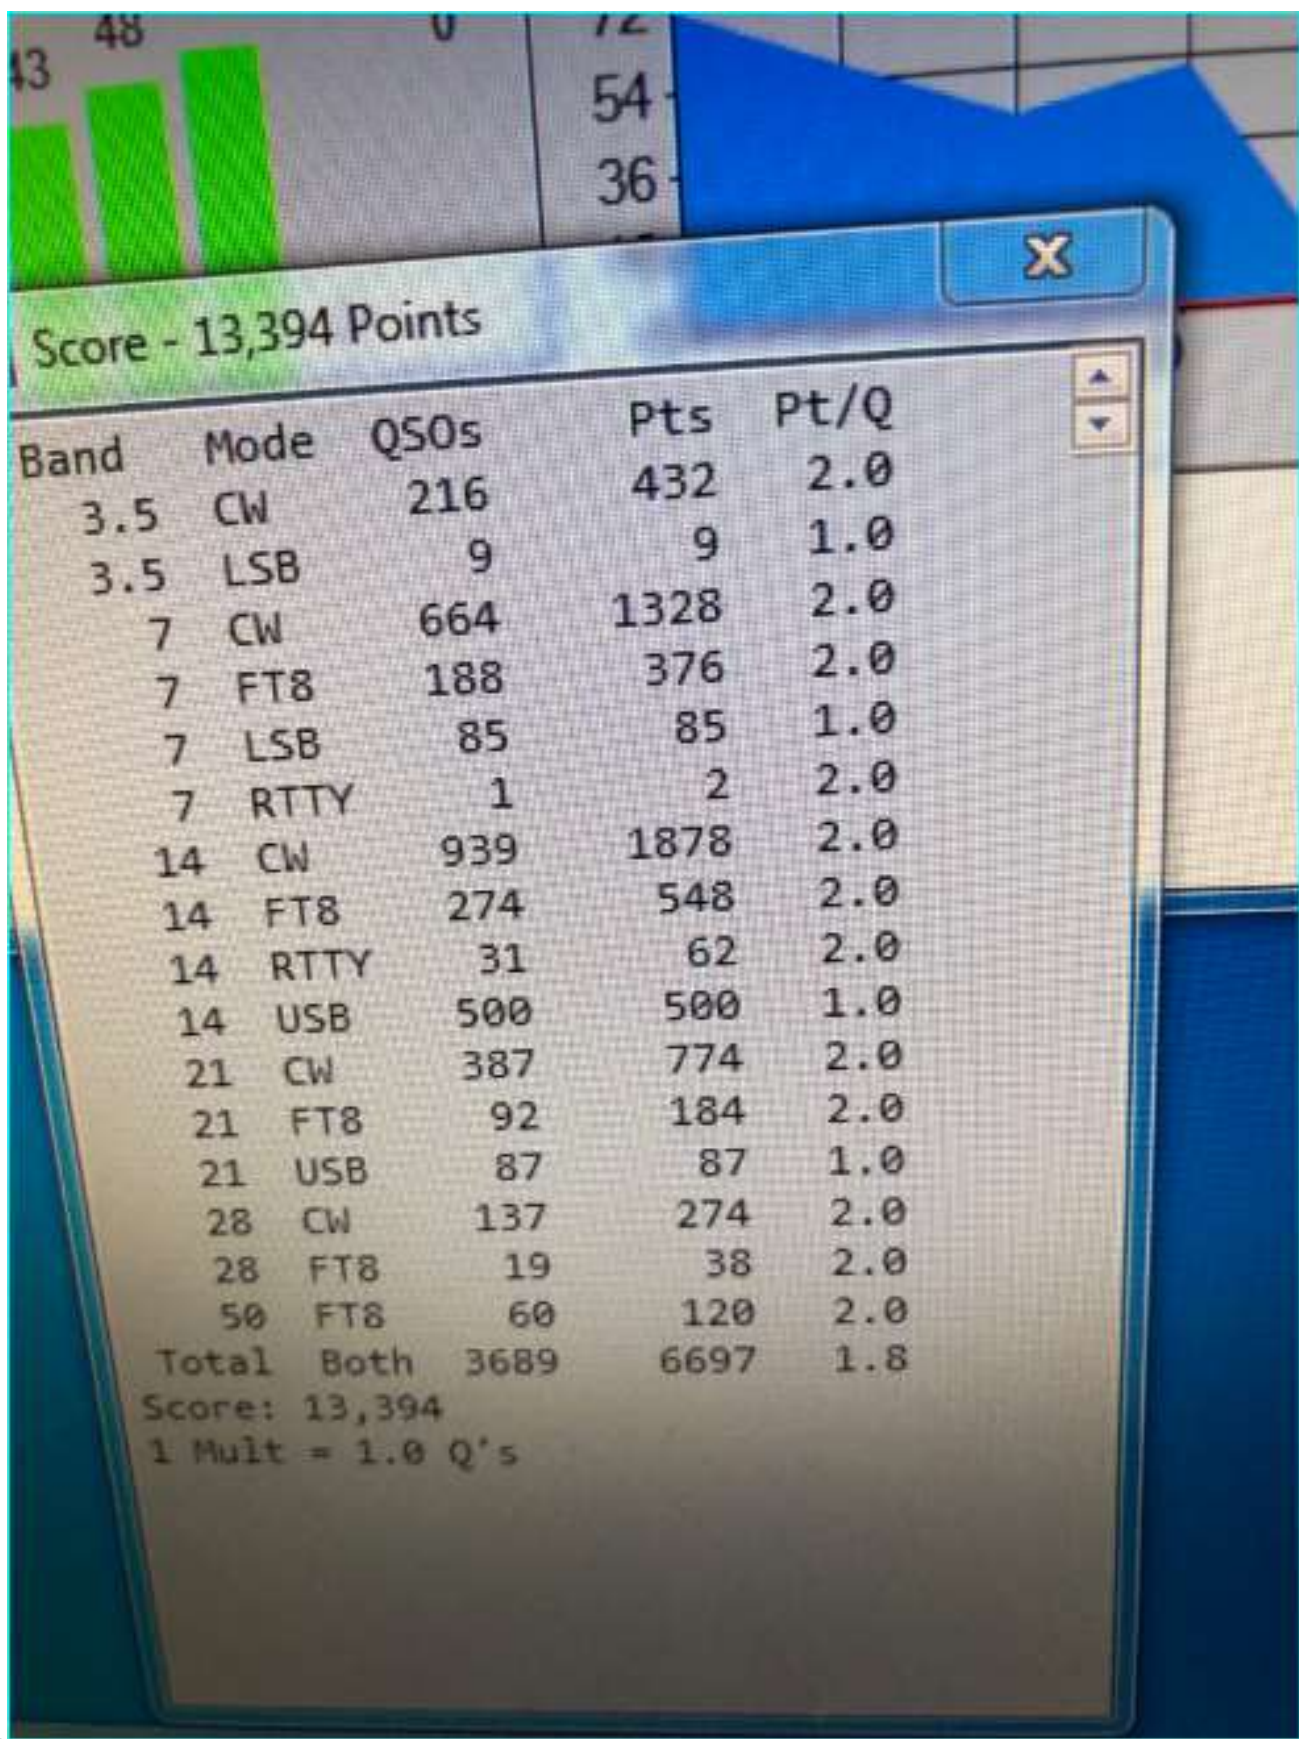 43
48
0
72
54
36
Score - 13,394 Points
Band Mode QSOs Pts Pt/Q
3.5 CW 216 432 2.0
3.5 LSB 9 9 1.0
7 CW 664 1328 2.0
7 FT8 188 376 2.0
7 LSB 85 85 1.0
7 RTTY 1 2 2.0
14 CW 939 1878 2.0
14 FT8 274 548 2.0
14 RTTY 31 62 2.0
14 USB 500 500 1.0
21 CW 387 774 2.0
21 FT8 92 184 2.0
21 USB 87 87 1.0
28 CW 137 274 2.0
28 FT8 19 38 2.0
50 FT8 60 120 2.0
Total Both 3689 6697 1.8
Score: 13,394
1 Mult = 1.0 Q's